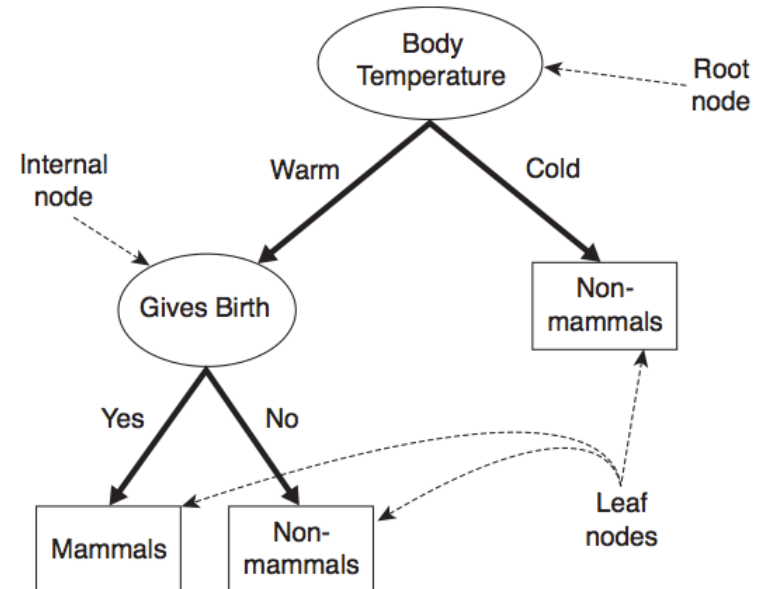 Body
Temperature
Root
node
Internal
node
Warm
Cold
Gives Birth
Non-
mammals
Yes
No
Leaf
nodes
Mammals
Non-
mammals